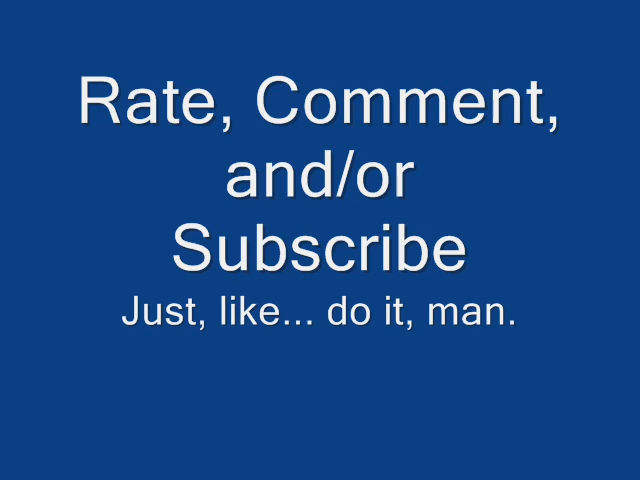 Rate, Comment,
and/or
Subscribe
Just, like... do it, man.